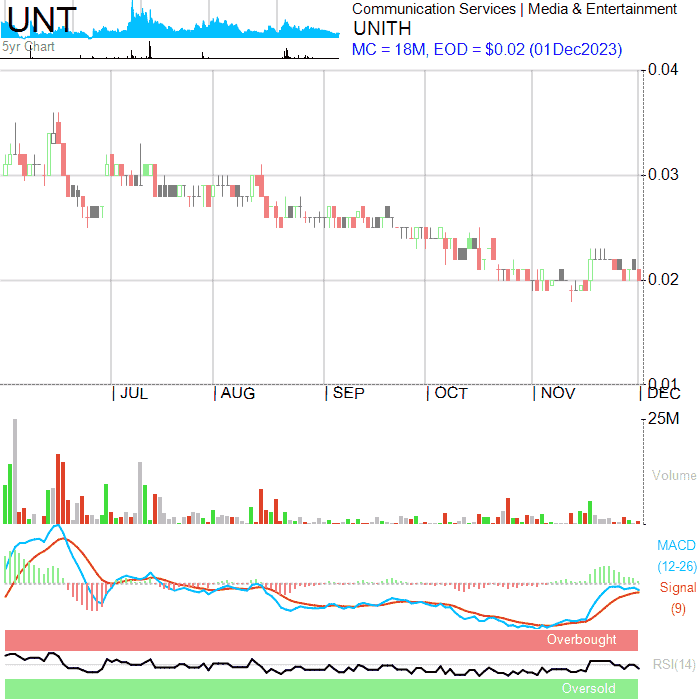 UNT
5yr Chart
Communication Services | Media & Entertainment
UNITH
MC = 18M, EOD = $0.02 (01Dec2023)
0.04
0.03
0.02
0.01
| JUL | AUG | SEP | OCT | NOV | DEC
25M
Volume
MACD
(12-26)
Signal
(9)
Overbought
RSI(14)
Oversold